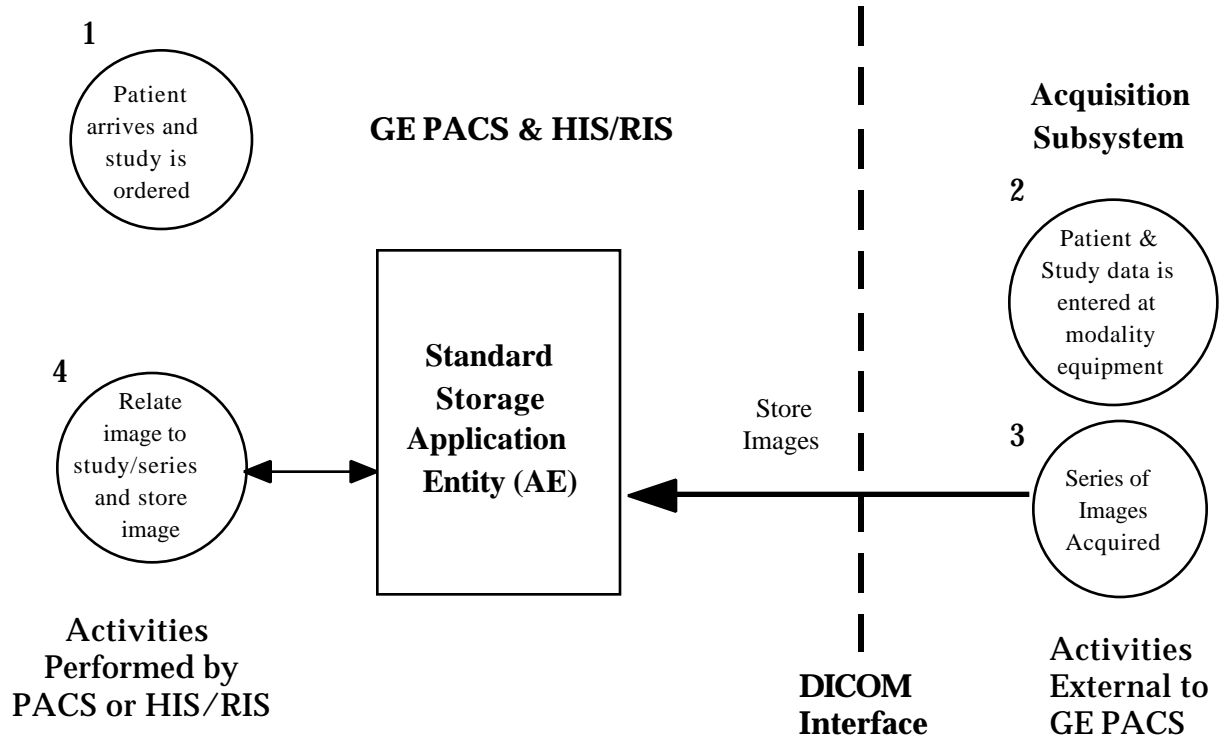 1
Patient
arrives and
study is
ordered
GE PACS & HIS/RIS
Acquisition
Subsystem
2
Patient &
Study data is
entered at
modality
equipment
Standard
Storage
Application
Entity (AE)
4
Relate
image to
study/series
and store
image
Store
Images
3
Series of
Images
Acquired
Activities
Performed by
PACS or HIS/RIS
DICOM
Interface
Activities
External to
GE PACS